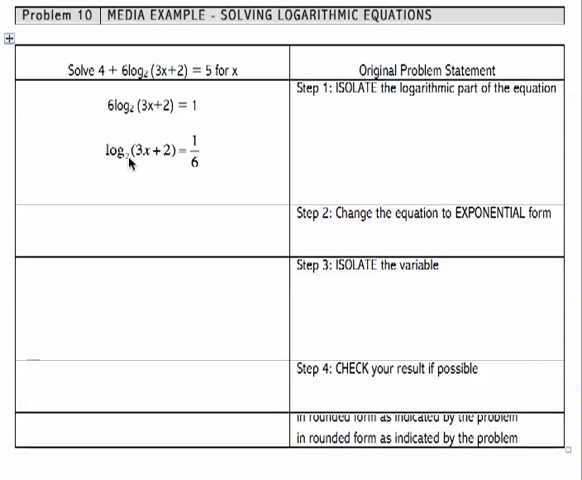 Problem 10 MEDIA EXAMPLE - SOLVING LOGARITHMIC EQUATIONS
Solve 4 + 6log₂ (3x+2) = 5 for x Original Problem Statement
6log₂ (3x+2) = 1 Step 1: ISOLATE the logarithmic part of the equation
log₂(3x+2)=1/6
Step 2: Change the equation to EXPONENTIAL form
Step 3: ISOLATE the variable
Step 4: CHECK your result if possible
in rounded form as indicated by the problem
in rounded form as indicated by the problem